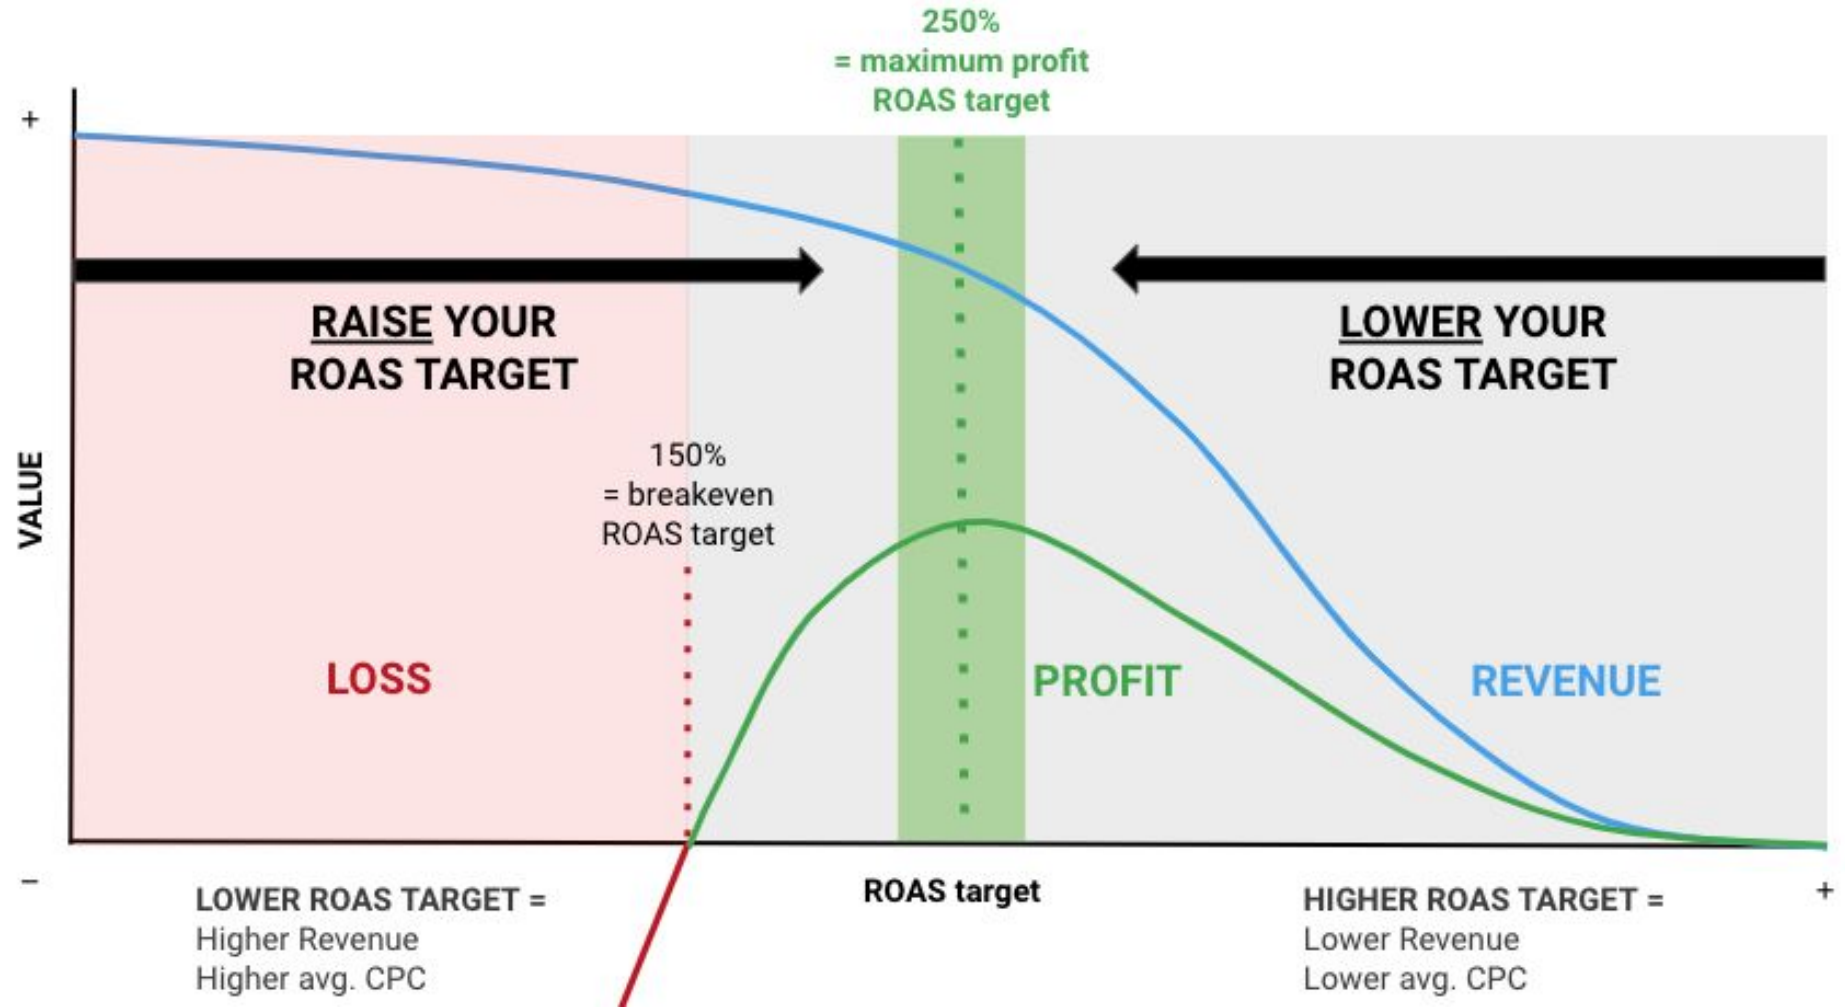 250%
= maximum profit
ROAS target
+
RAISE YOUR
ROAS TARGET
LOWER YOUR
ROAS TARGET
150%
= breakeven
ROAS target
VALUE
LOSS
PROFIT
REVENUE
–
ROAS target
+
LOWER ROAS TARGET =
Higher Revenue
Higher avg. CPC
HIGHER ROAS TARGET =
Lower Revenue
Lower avg. CPC